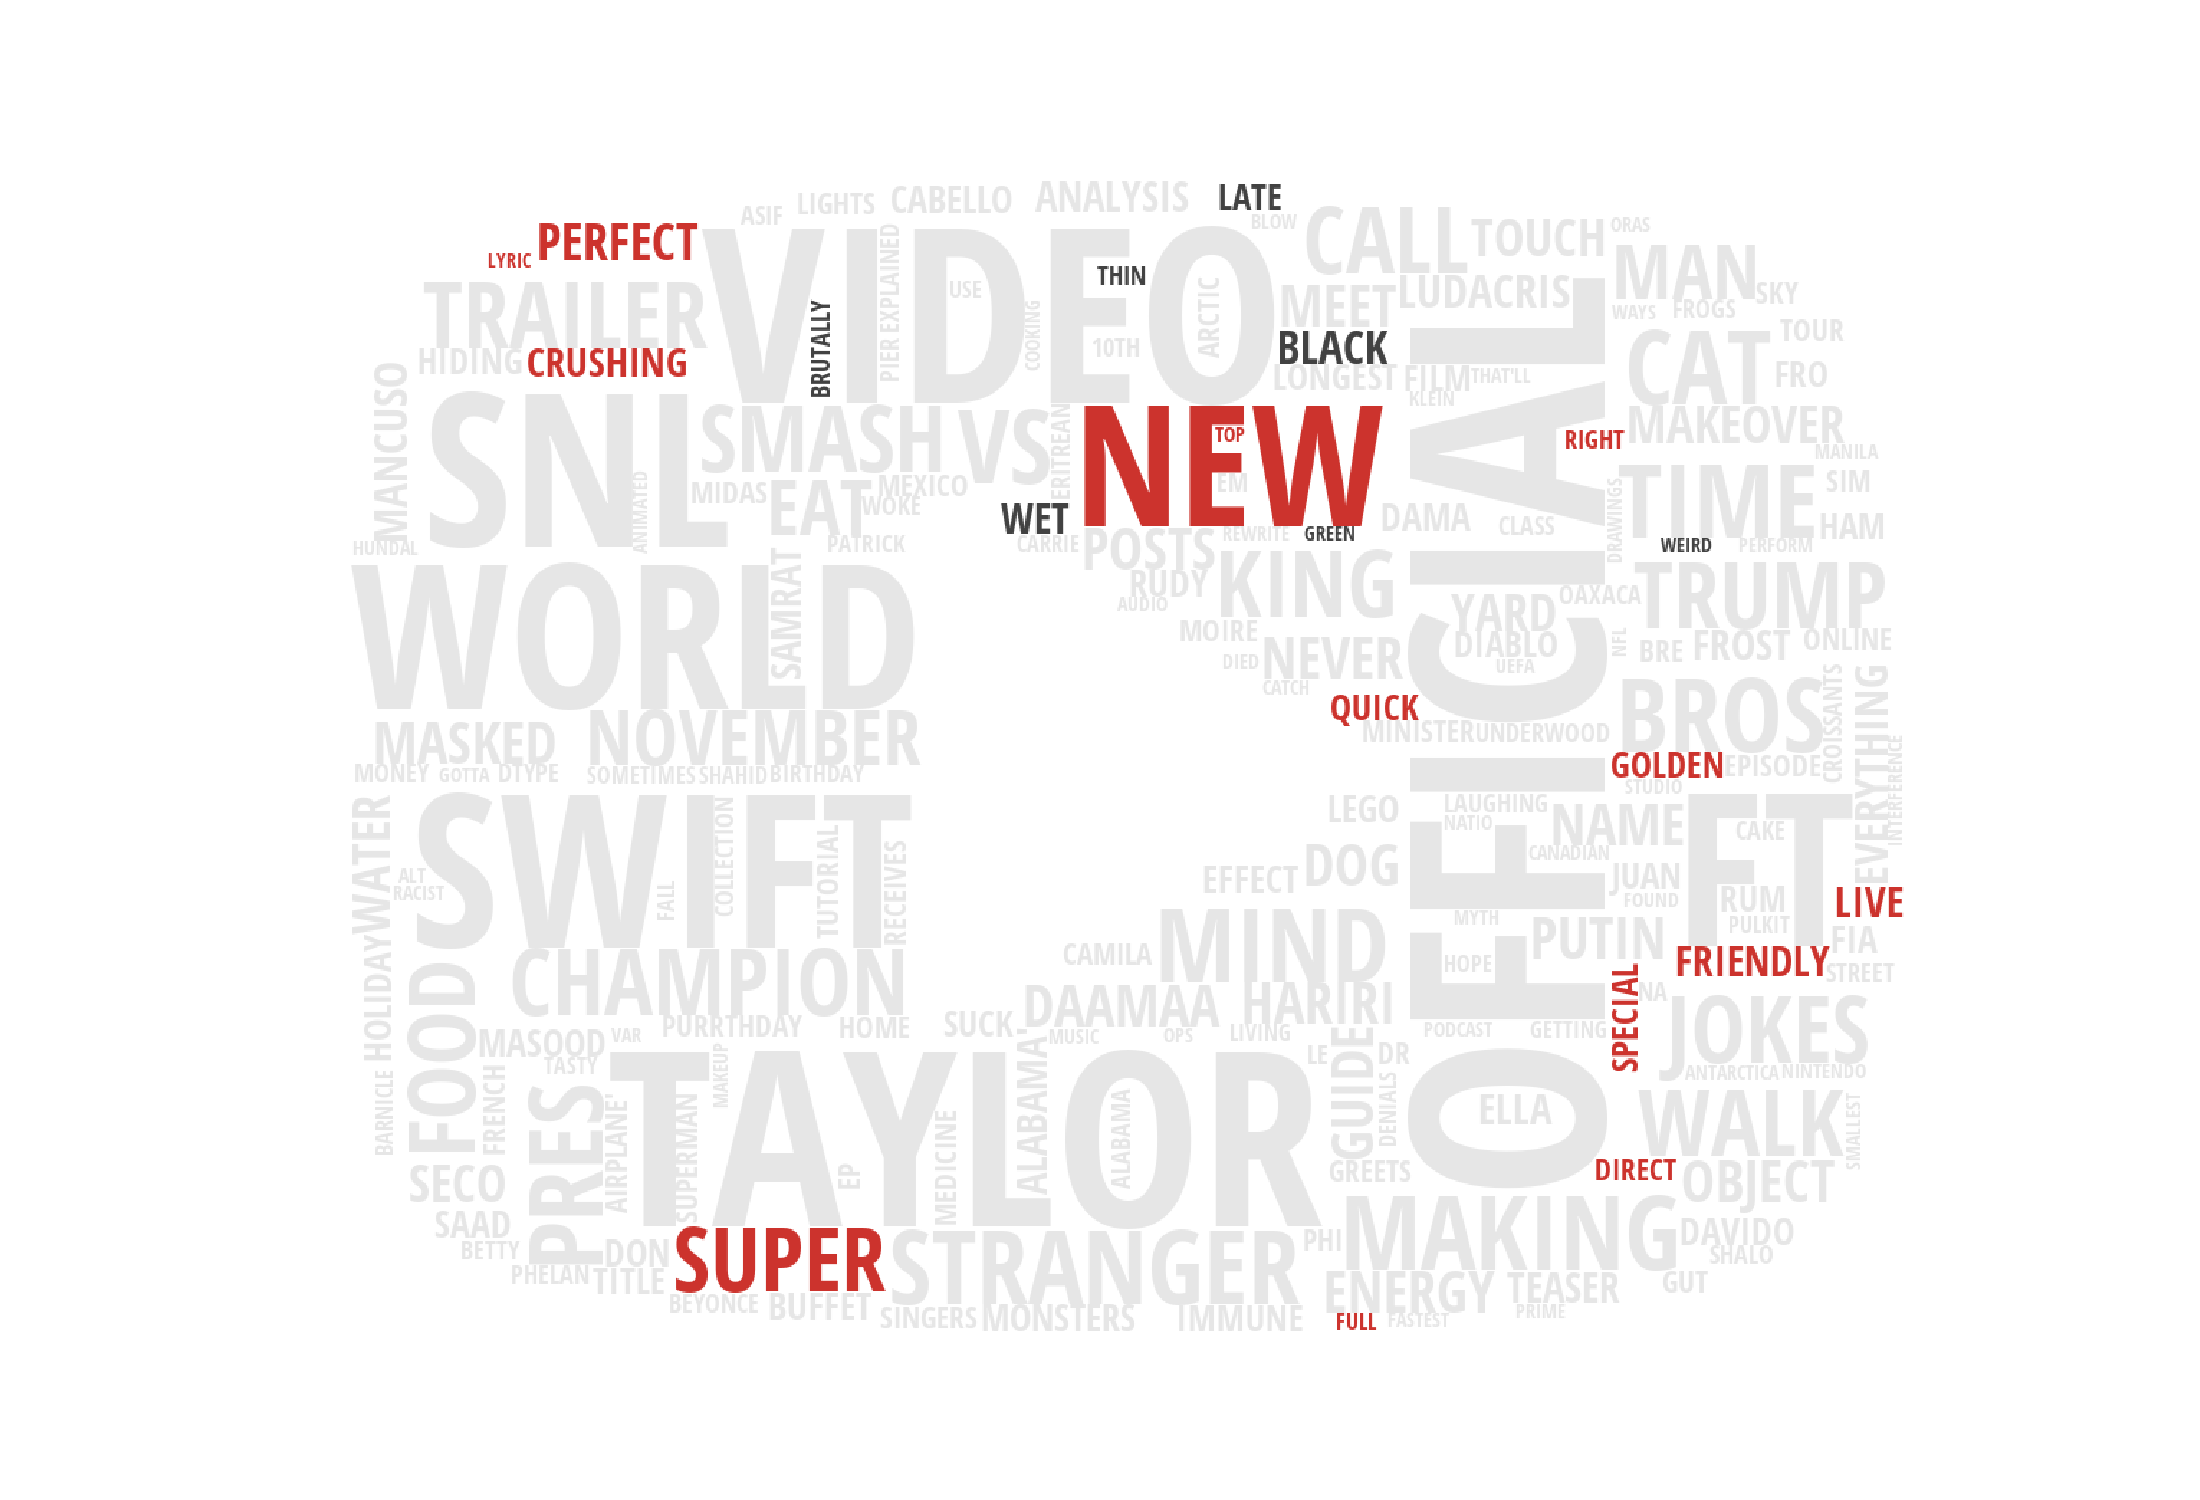 LATE
ASIF LIGHTS CABELLO ANALYSIS
BLOW CALL TOUCH ORAS
PERFECT
LYRIC
VIDEO
PIER EXPLAINED
USE
THIN
ARCTIC
COOKING
10TH
BRUTALLY
MEET LUDACRIS MAN SKY
WAYS FROGS
TRAILER
HIDING CRUSHING
BLACK
LONGEST FILM THAT'LL
KLEIN
CAT TOUR
FRO
OFFICIAL
MANCUSO
SNL
ANIMATED
SMASH VS
ERITREAN
NEW
TOP
EM
RIGHT MAKEOVER
MANILA
MIDAS EAT MEXICO
WOKE
TIME SIM
HAM
WET
CARRIE
POSTS
REWRITE
GREEN
DAMA CLASS
DRAWINGS
WEIRD PERFORM
HUNDAL
PATRICK
WORLD
SAMRAT
RUDY
AUDIO
KING
YARD OAXACA TRUMP
MOIRE
DIED NEVER
CATCH
DIABLO
UEFA
NFL
BRE FROST ONLINE
QUICK
MINISTER UNDERWOOD
BROS
CROISSANTS
EVERYTHING
INTERFERENCE
MASKED NOVEMBER
MONEY GOTTA DTYPE SOMETIMES SHAHID BIRTHDAY
GOLDEN EPISODE
STUDIO
WATER
SWIFT
COLLECTION
TUTORIAL
FALL
RECEIVES
ALT
RACIST
LEGO
LAUGHING
NATIO
NAME
FT
CAKE
CANADIAN
DOG
EFFECT
JUAN
FOUND
RUM
PULKIT
LIVE
MYTH
PUTIN
FIA
FRIENDLY
STREET
HOLIDAY
FOOD
CHAMPION
CAMILA MIND
HOPE
SPECIAL
NA
DAAMAA HARIRI
MASOOD VAR PURRTHDAY HOME SUCK
MUSIC OPS LIVING
PODCAST GETTING
JOKES
TASTY
MAKEUP
TAYLOR
ALABAMA'
ALABAMA
LE
GUIDE
DR
DENIALS
ANTARCTICA NINTENDO
BARNICLE
FRENCH
PRES
AIRPLANE'
SUPERMAN
EP
MEDICINE
ELLA
WALK
SMALLEST
SECO
GREETS
DIRECT OBJECT
SAAD
BETTY
DON
SUPER STRANGER PHI MAKING DAVIDO
SHALO
PHELAN TITLE
ENERGY TEASER GUT
BEYONCE BUFFET SINGERS MONSTERS IMMUNE FULL FASTEST PRIME